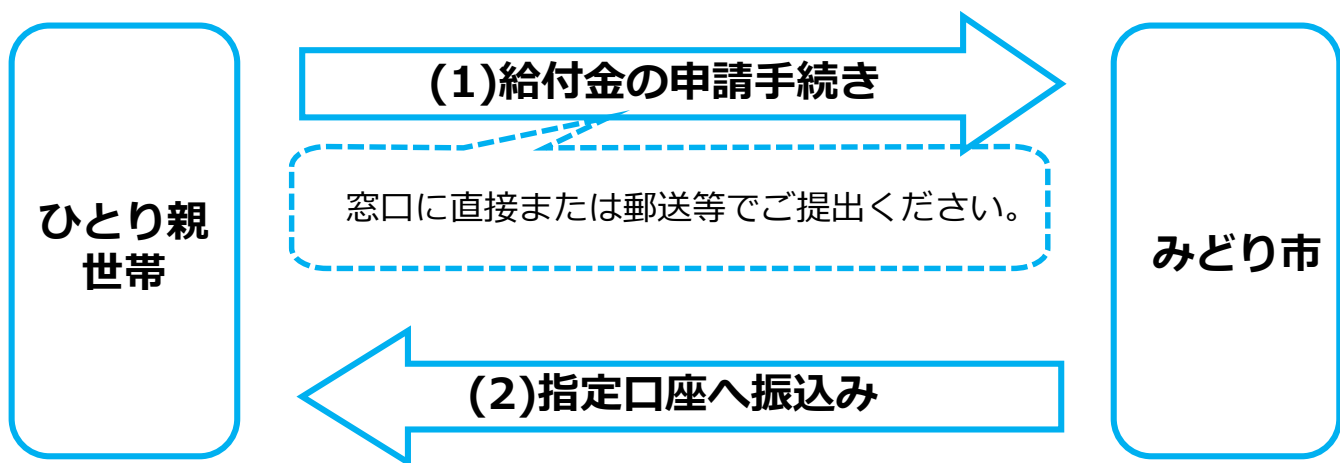 (1)給付金の申請手続き
窓口に直接または郵送等でご提出ください。
ひとり親
世帯
みどり市
(2)指定口座へ振込み